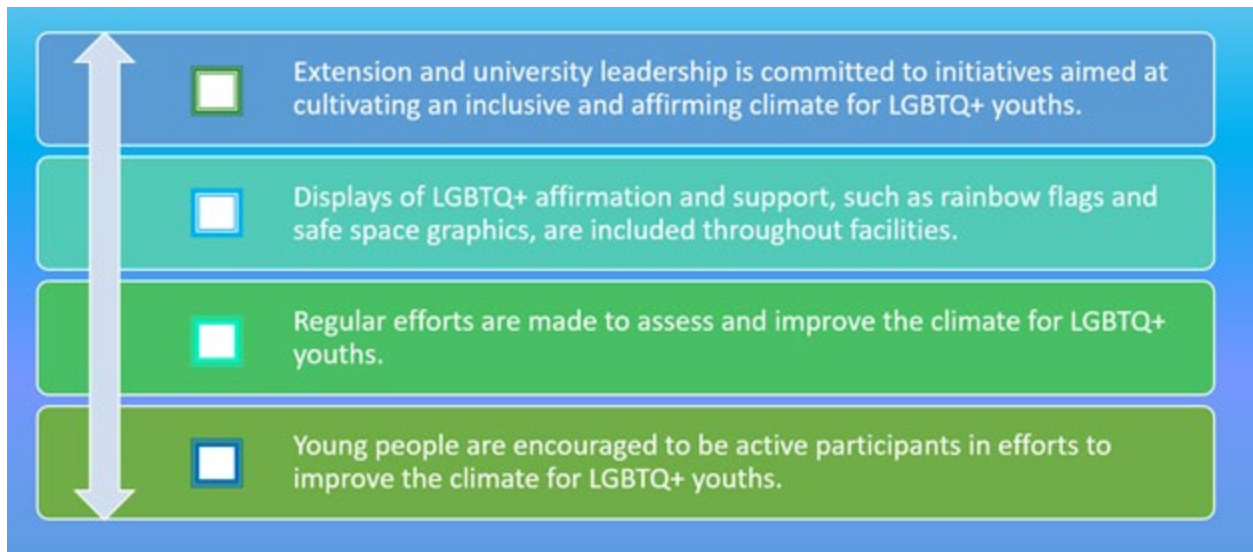 Extension and university leadership is committed to initiatives aimed at
cultivating an inclusive and affirming climate for LGBTQ+ youths.
Displays of LGBTQ+ affirmation and support, such as rainbow flags and
safe space graphics, are included throughout facilities.
Regular efforts are made to assess and improve the climate for LGBTQ+
youths.
Young people are encouraged to be active participants in efforts to
improve the climate for LGBTQ+ youths.